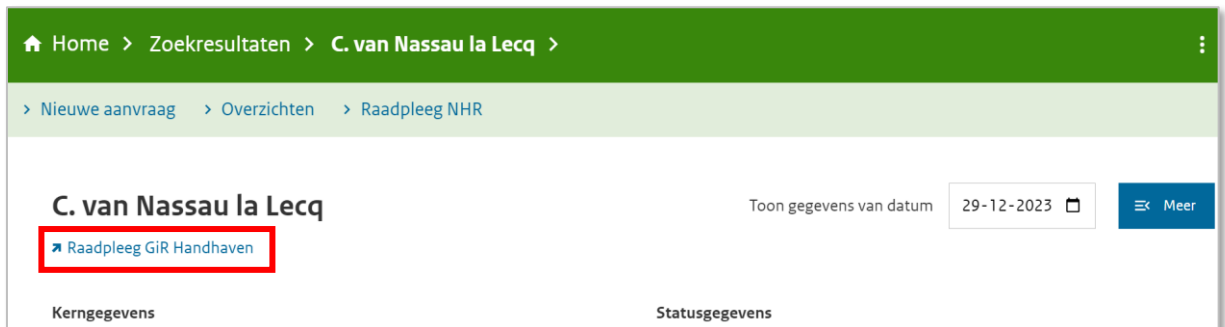 Home > Zoekresultaten > C. van Nassau la Lecq >
> Nieuwe aanvraag > Overzichten > Raadpleeg NHR
C. van Nassau la Lecq
Toon gegevens van datum 29-12-2023 Meer
Raadpleeg GiR Handhaven
Kerngegevens Statusgegevens